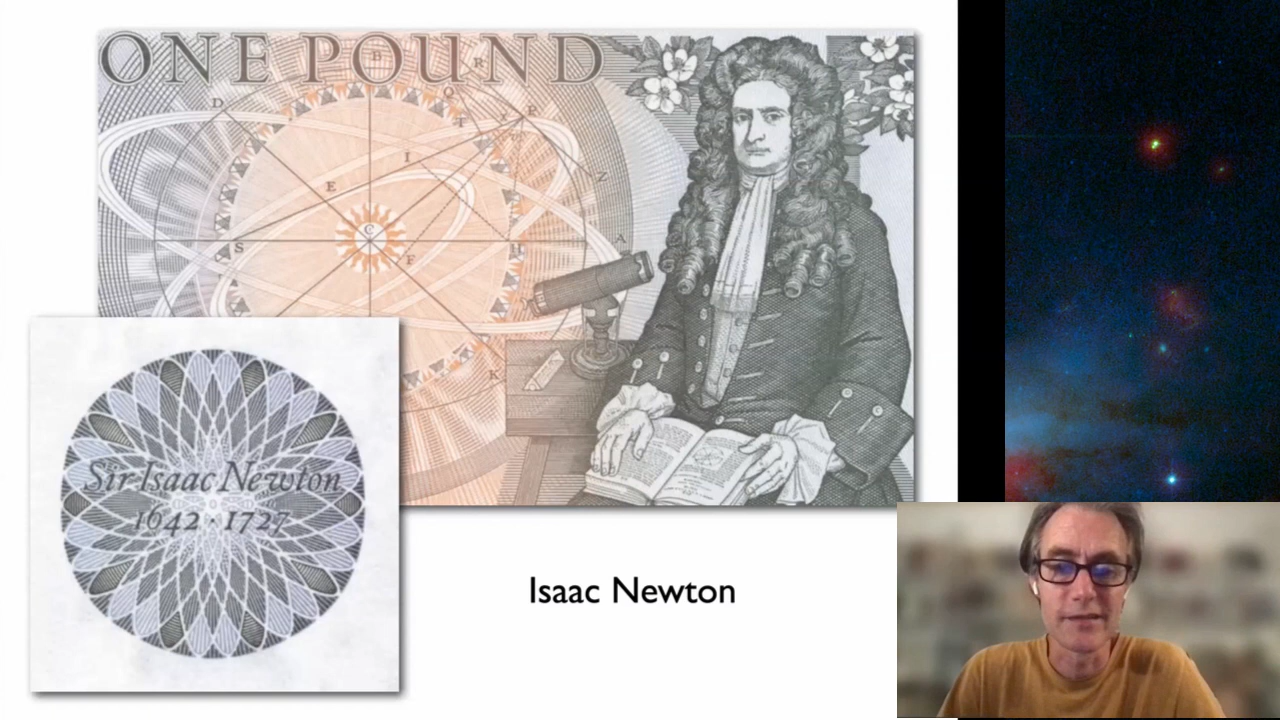 ONE POUND
B
R
D
Q
P
T
I
Z
E
C
S
H
A
F
K
Sir Isaac Newton
1642 · 1727
Isaac Newton